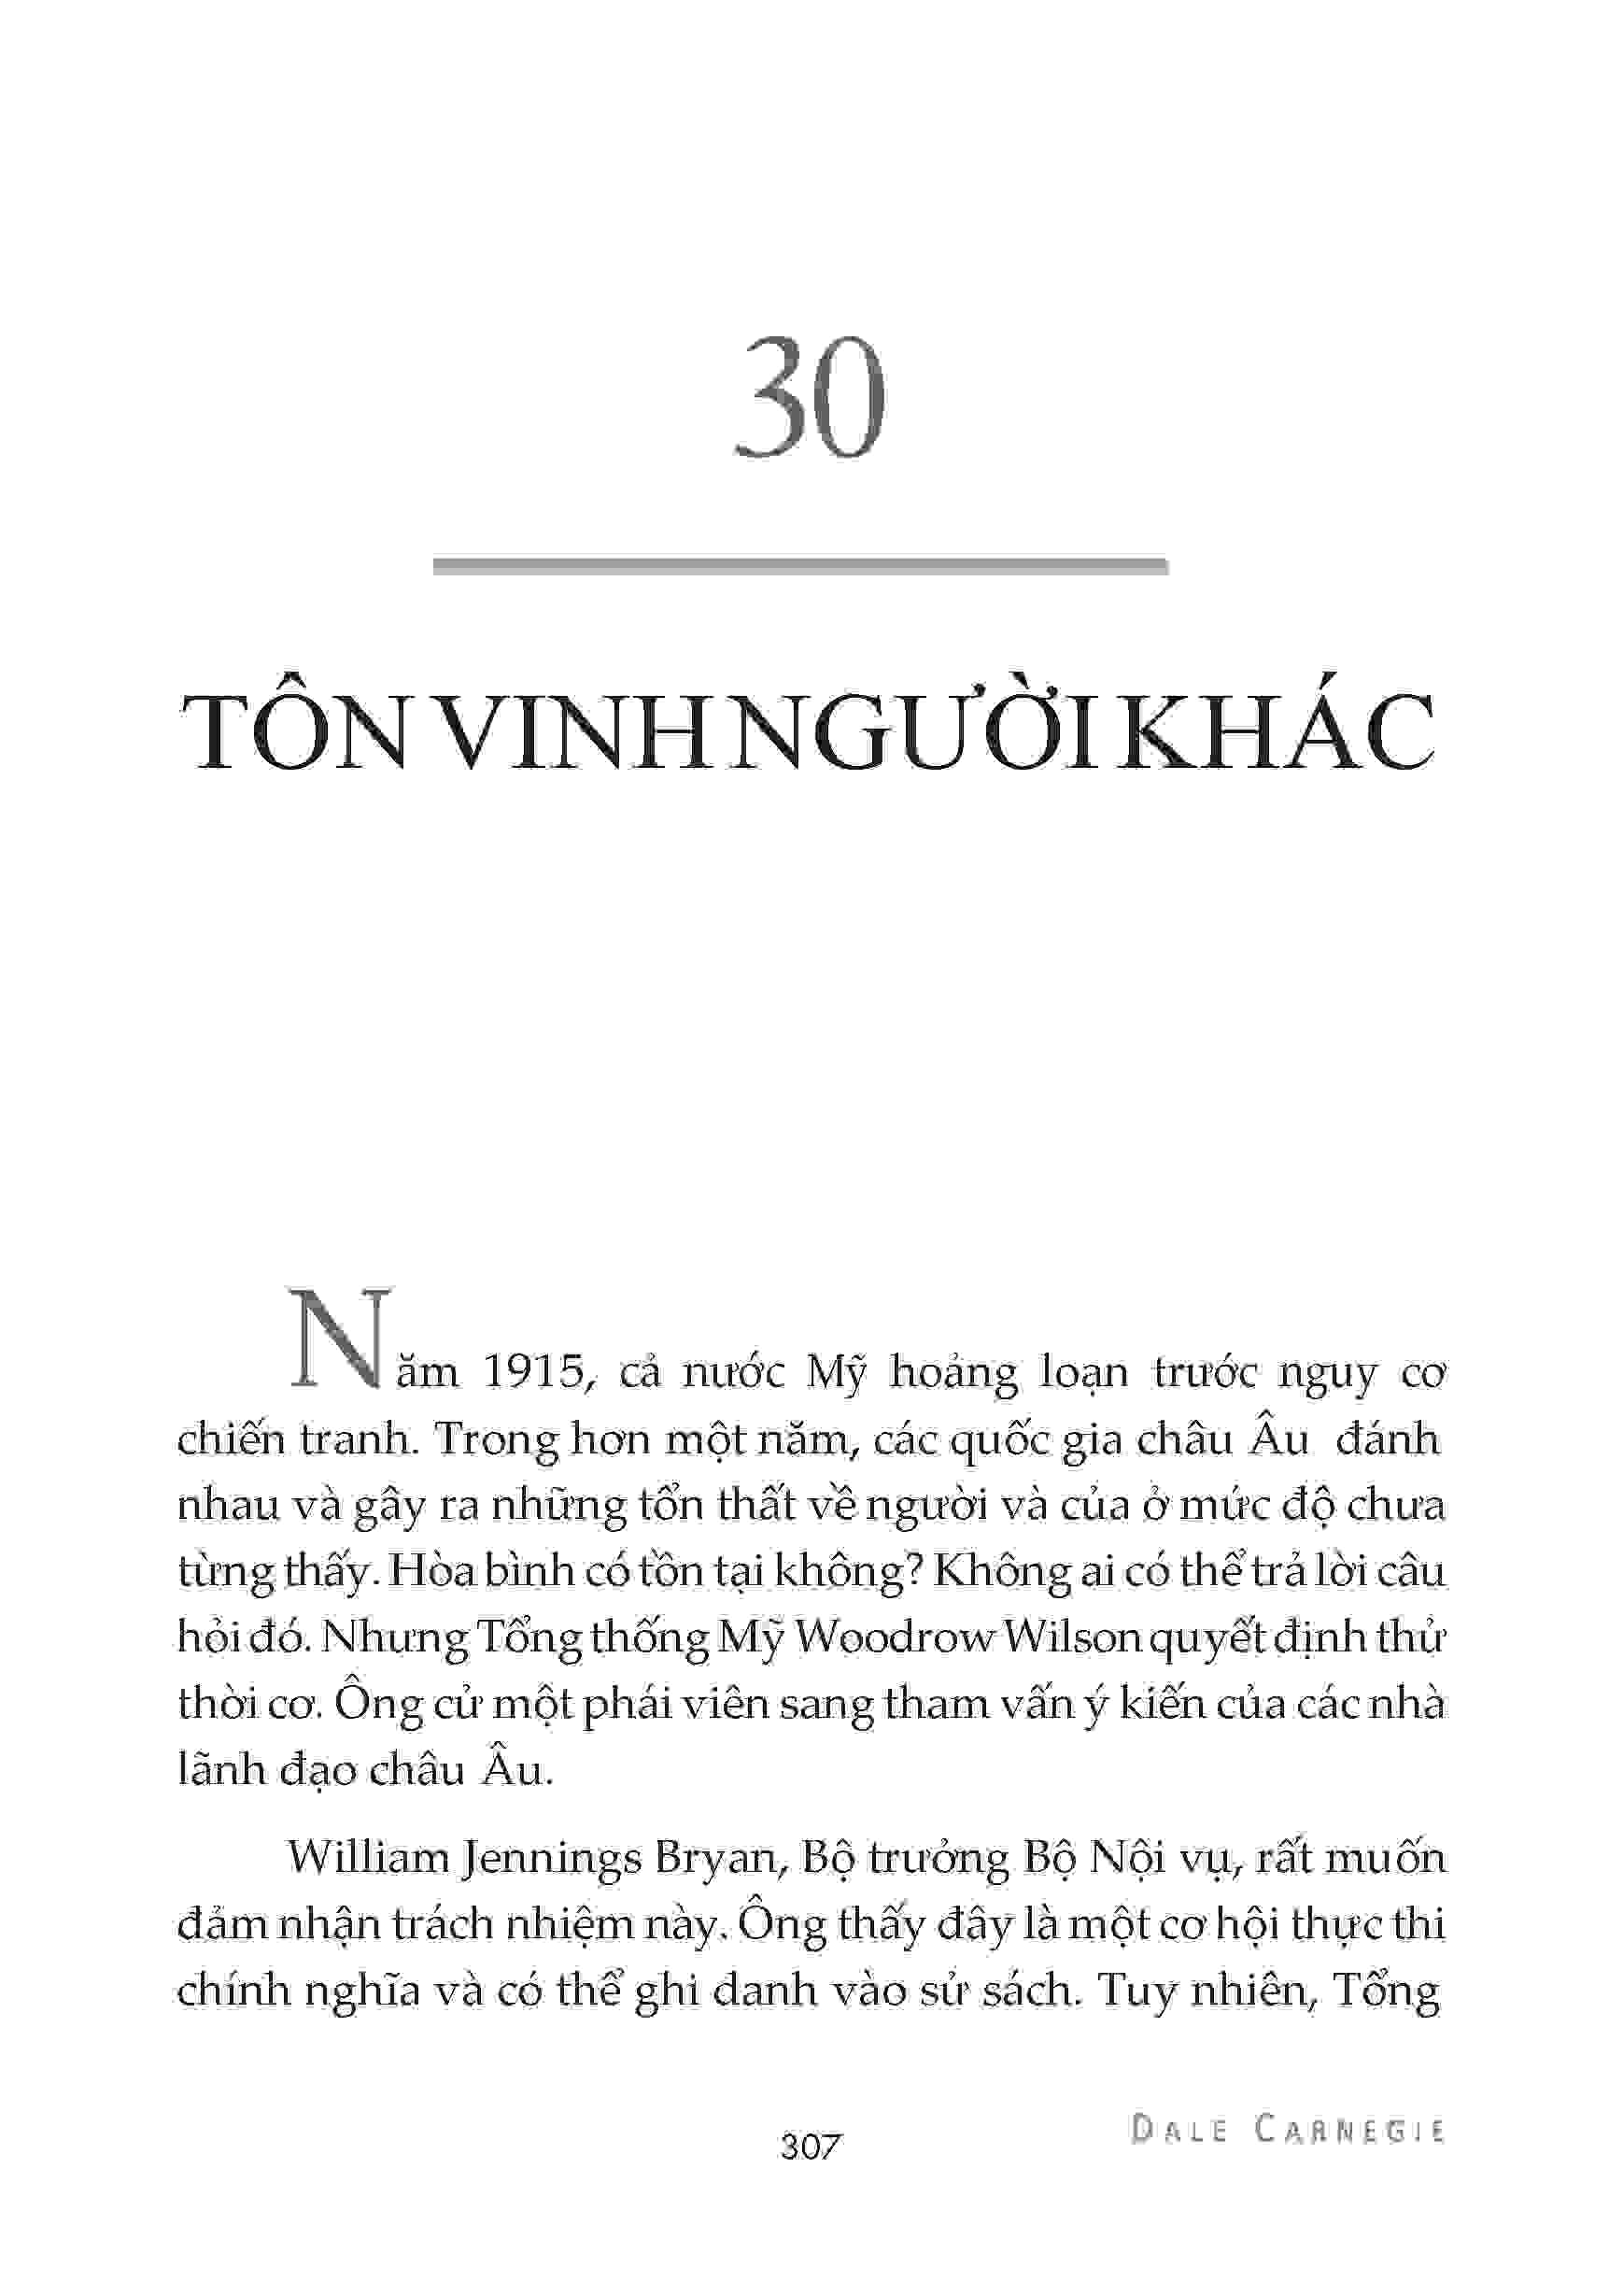 30
TÔN VINH NGƯỜI KHÁC
Năm 1915, cả nước Mỹ hoảng loạn trước nguy cơ
chiến tranh. Trong hơn một năm, các quốc gia châu Âu đánh
nhau và gây ra những tổn thất về người và của ở mức độ chưa
từng thấy. Hòa bình có tồn tại không? Không ai có thể trả lời câu
hỏi đó. Nhưng Tổng thống Mỹ Woodrow Wilson quyết định thử
thời cơ. Ông cử một phái viên sang tham vấn ý kiến của các nhà
lãnh đạo châu Âu.
William Jennings Bryan, Bộ trưởng Bộ Nội vụ, rất muốn
đảm nhận trách nhiệm này. Ông thấy đây là một cơ hội thực thi
chính nghĩa và có thể ghi danh vào sử sách. Tuy nhiên, Tổng
307
DALE CARNEGIE